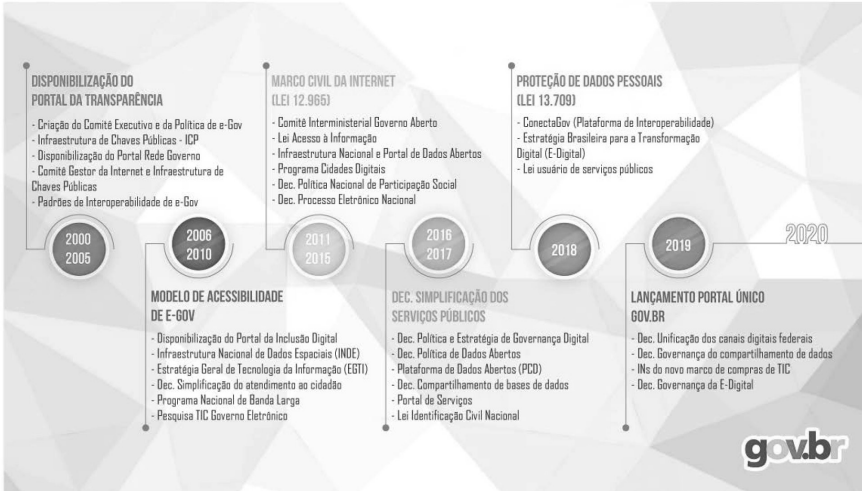 DISPONIBILIZAÇÃO DO
PORTAL DA TRANSPARÊNCIA
- Criação do Comitê Executivo e da Política de e-Gov
- Infraestrutura de Chaves Públicas - ICP
- Disponibilização do Portal Rede Governo
- Comitê Gestor da Internet e Infraestrutura de
Chaves Públicas
- Padrões de Interoperabilidade de e-Gov
2000
2005
2006
2010
MODELO DE ACESSIBILIDADE
DE E-GOV
- Disponibilização do Portal da Inclusão Digital
- Infraestrutura Nacional de Dados Espaciais (INDE)
- Estratégia Geral de Tecnologia da Informação (EGTI)
- Dec. Simplificação do atendimento ao cidadão
- Programa Nacional de Banda Larga
- Pesquisa TIC Governo Eletrônico
MARCO CIVIL DA INTERNET
(LEI 12.965)
- Comitê Interministerial Governo Aberto
- Lei Acesso à Informação
- Infraestrutura Nacional e Portal de Dados Abertos
- Programa Cidades Digitais
- Dec. Política Nacional de Participação Social
- Dec. Processo Eletrônico Nacional
2011
2015
2016
2017
DEC. SIMPLIFICAÇÃO DOS
SERVIÇOS PÚBLICOS
- Dec. Política e Estratégia de Governança Digital
- Dec. Política de Dados Abertos
- Plataforma de Dados Abertos (PCD)
- Dec. Compartilhamento de bases de dados
- Portal de Serviços
- Lei Identificação Civil Nacional
PROTEÇÃO DE DADOS PESSOAIS
(LEI 13.709)
- ConectaGov (Plataforma de Interoperabilidade)
- Estratégia Brasileira para a Transformação
Digital (E-Digital)
- Lei usuário de serviços públicos
2018
2019
LANÇAMENTO PORTAL ÚNICO
GOV.BR
- Dec. Unificação dos canais digitais federais
- Dec. Governança do compartilhamento de dados
- INs do novo marco de compras de TIC
- Dec. Governança da E-Digital
2020
gov.br